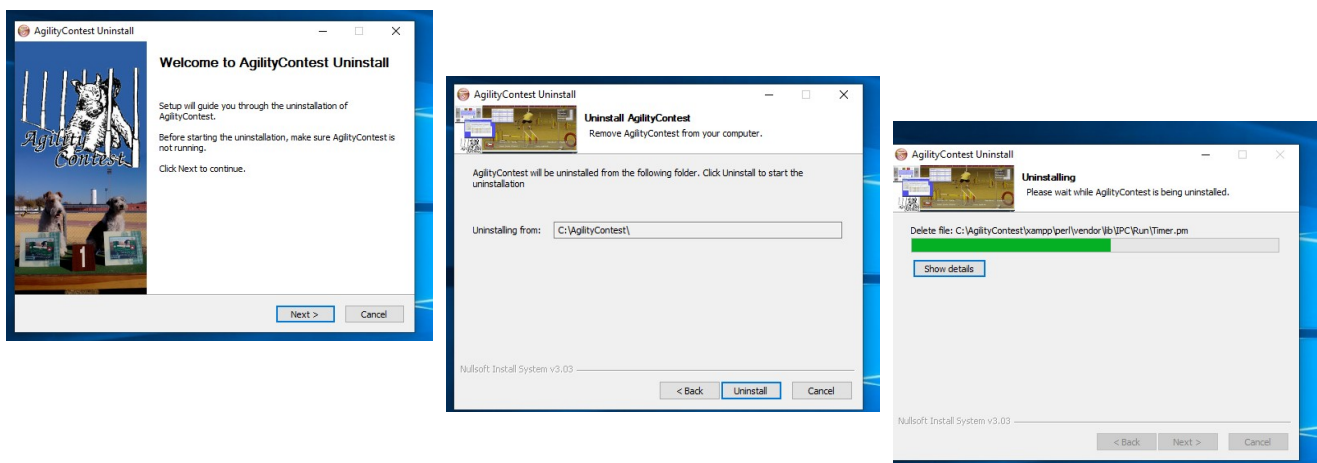 AgilityContest Uninstall
Agility
Contest
1
Welcome to AgilityContest Uninstall
Setup will guide you through the uninstallation of
AgilityContest.
Before starting the uninstallation, make sure AgilityContest is
not running.
Click Next to continue.
Next >
Cancel
AgilityContest Uninstall
Uninstall AgilityContest
Remove AgilityContest from your computer.
AgilityContest will be uninstalled from the following folder. Click Uninstall to start the
uninstallation
Uninstalling from:
C:\AgilityContest\
Nullsoft Install System v3.03
< Back
Uninstall
Cancel
AgilityContest Uninstall
Uninstalling
Please wait while AgilityContest is being uninstalled.
Delete file: C:\AgilityContest\xampp\perl\vendor\lib\IPC\Run\Timer.pm
Show details
Nullsoft Install System v3.03
< Back
Next >
Cancel